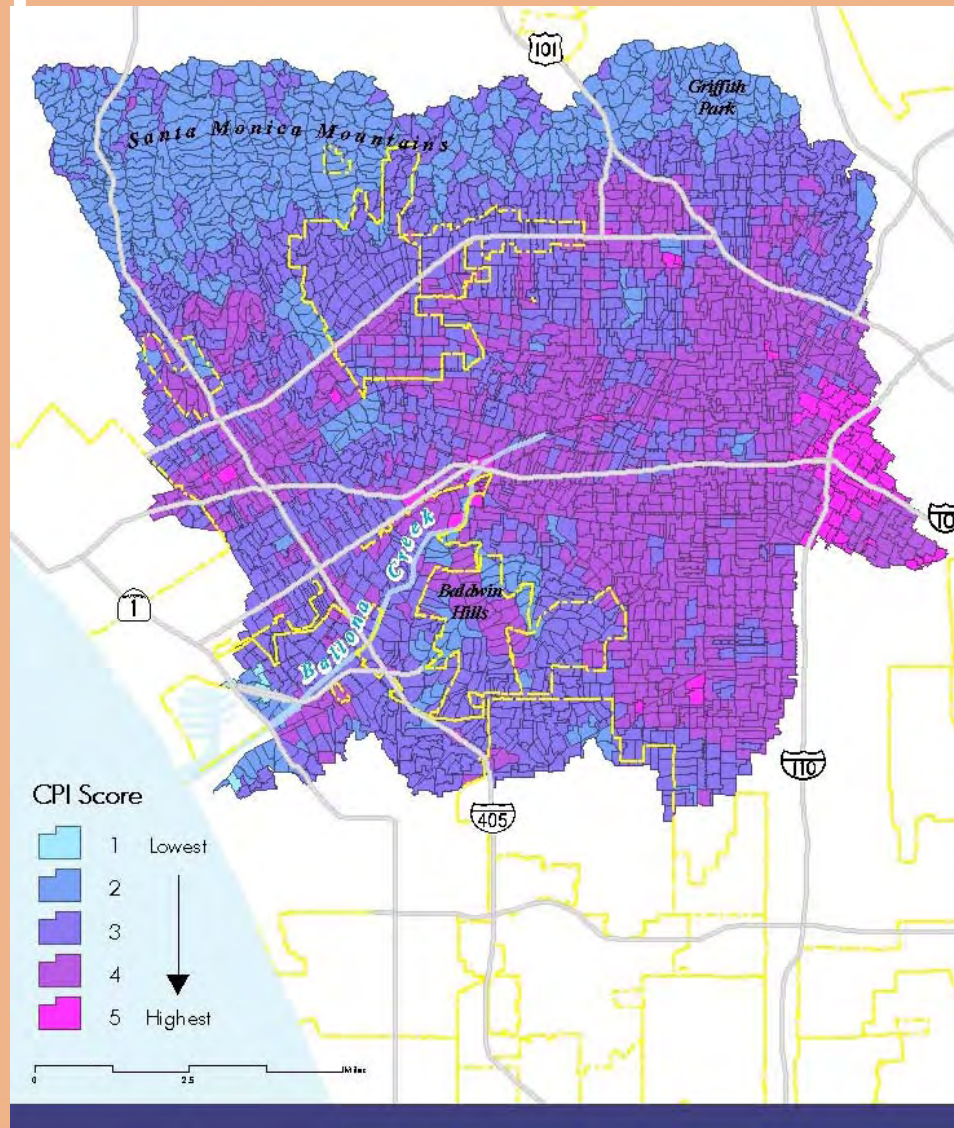 101
Griffith
Park
Santa Monica Mountains
10
Ballona Creek
Baldwin
Hills
1
110
405
CPI Score
1 Lowest
2
3
4
5 Highest
0 2.5 Miles